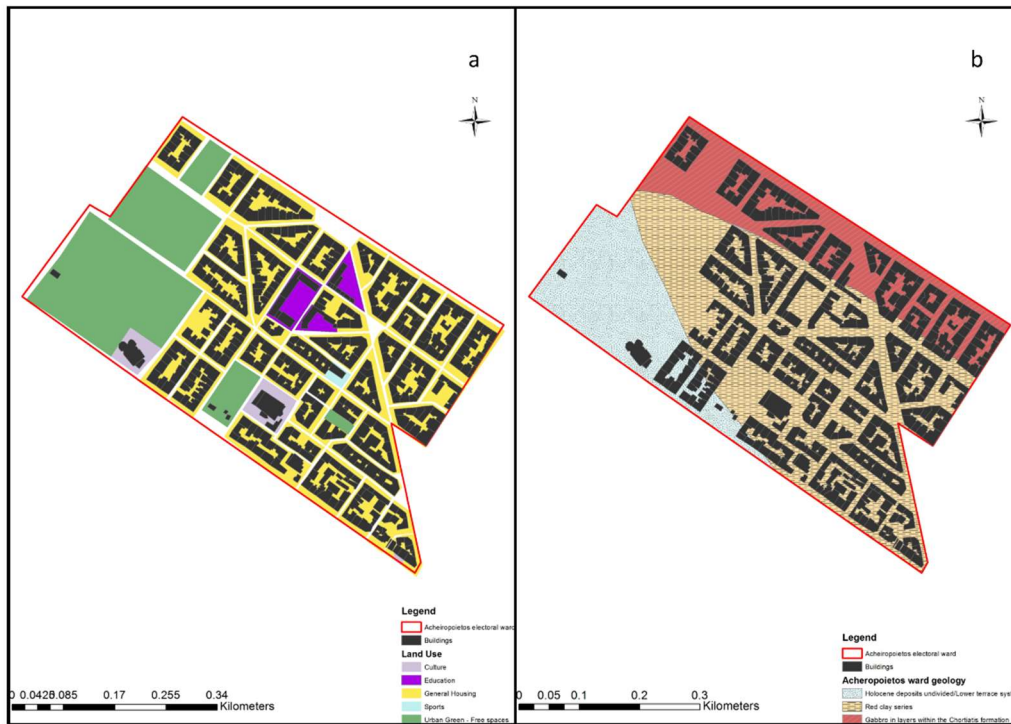 a
N
Legend
Acheiropoietos electoral ward
Buildings
Land Use
Culture
Education
General Housing
Sports
Urban Green - Free spaces
0 0.0425 0.085 0.17 0.255 0.34
Kilometers
b
N
Legend
Acheiropoietos electoral ward
Buildings
Acheiropoietos ward geology
Holocene deposits undivided/Lower terrace sys
Red clay series
Gabbro in layers within the Chortiatis formation
0 0.05 0.1 0.2 0.3
Kilometers